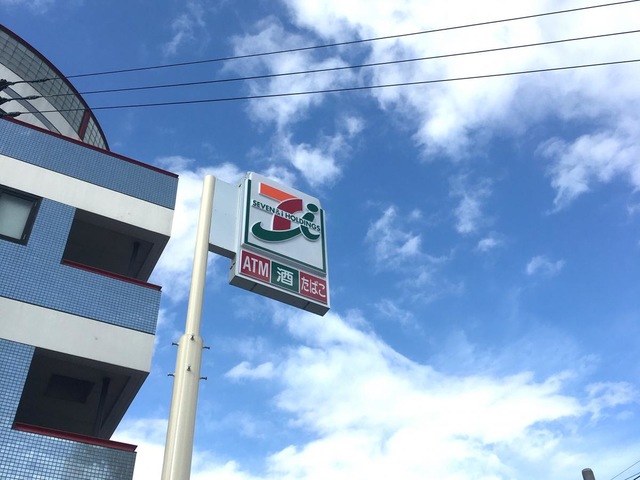 SEVEN & i HOLDINGS
ATM 酒 たばこ